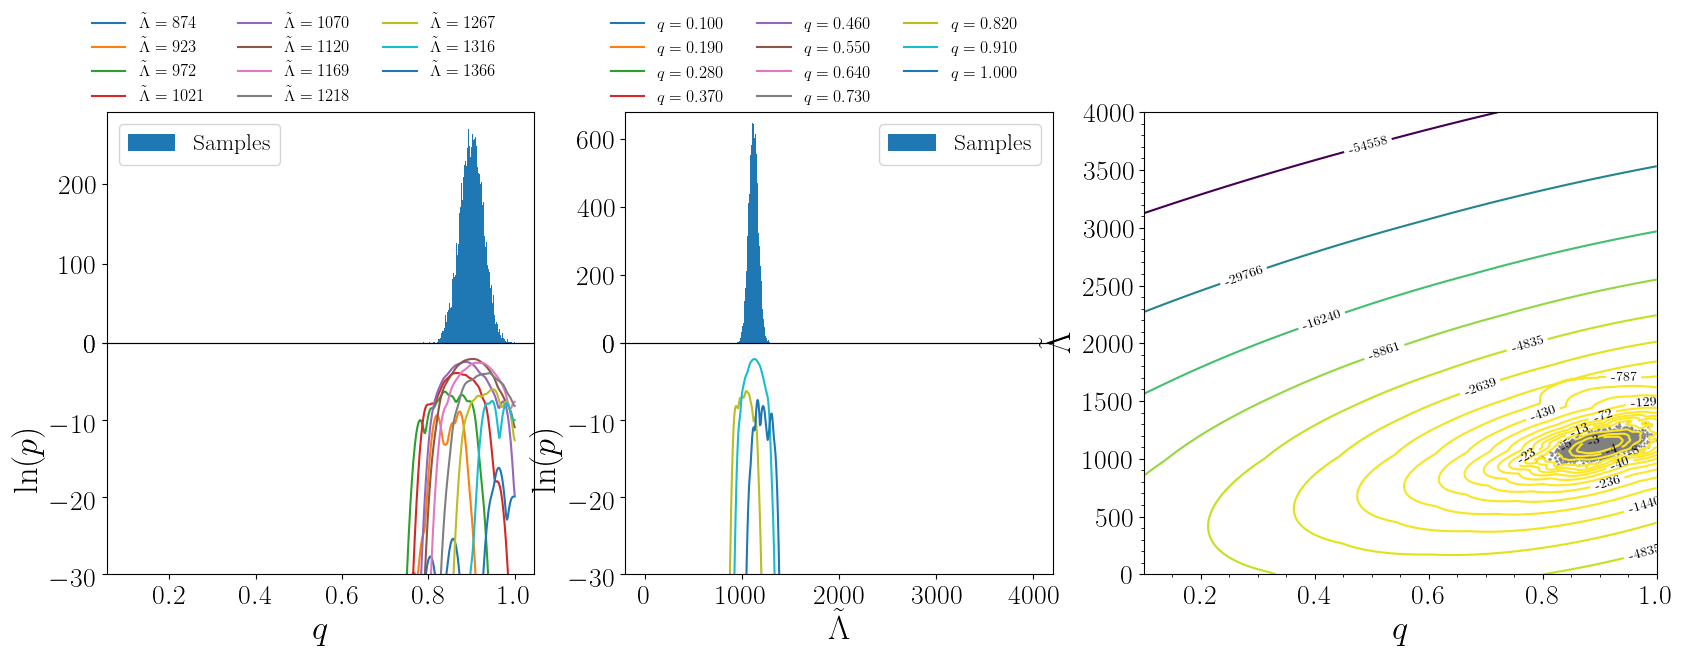 Λ̃ = 874
Λ̃ = 923
Λ̃ = 972
Λ̃ = 1021
Λ̃ = 1070
Λ̃ = 1120
Λ̃ = 1169
Λ̃ = 1218
Λ̃ = 1267
Λ̃ = 1316
Λ̃ = 1366
Samples
200
100
0
−10
−20
−30
ln(p)
0.2 0.4 0.6 0.8 1.0
q
q = 0.100
q = 0.190
q = 0.280
q = 0.370
q = 0.460
q = 0.550
q = 0.640
q = 0.730
q = 0.820
q = 0.910
q = 1.000
Samples
600
400
200
0
−10
−20
−30
ln(p)
0 1000 2000 3000 4000
Λ̃
4000
3500
3000
2500
2000
1500
1000
500
0
Λ̃
-54558
-29766
-16240
-8861
-4835
-2639
-787
-430
-129
-72
-13
-5
-3
-1
-8
-23
-40
-236
-1440
-4835
0.2 0.4 0.6 0.8 1.0
q